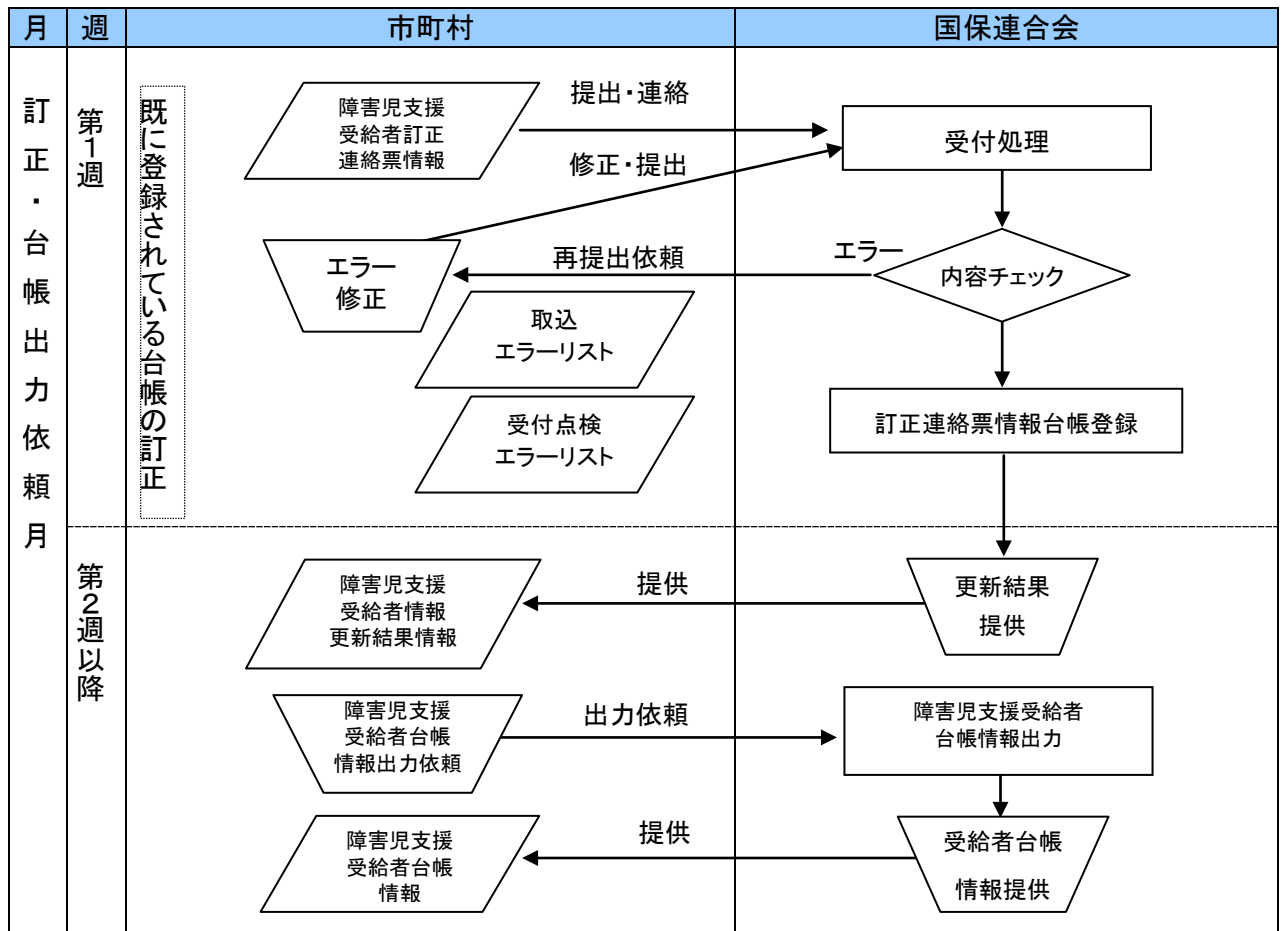 月
週
市町村
国保連合会
訂正・台帳出力依頼月
第1週
既に登録されている台帳の訂正
障害児支援
受給者訂正
連絡票情報
提出・連絡
受付処理
修正・提出
エラー
修正
再提出依頼
エラー
内容チェック
取込
エラーリスト
受付点検
エラーリスト
訂正連絡票情報台帳登録
第2週以降
障害児支援
受給者情報
更新結果情報
提供
更新結果
提供
障害児支援
受給者台帳
情報出力依頼
出力依頼
障害児支援受給者
台帳情報出力
障害児支援
受給者台帳
情報
提供
受給者台帳
情報提供